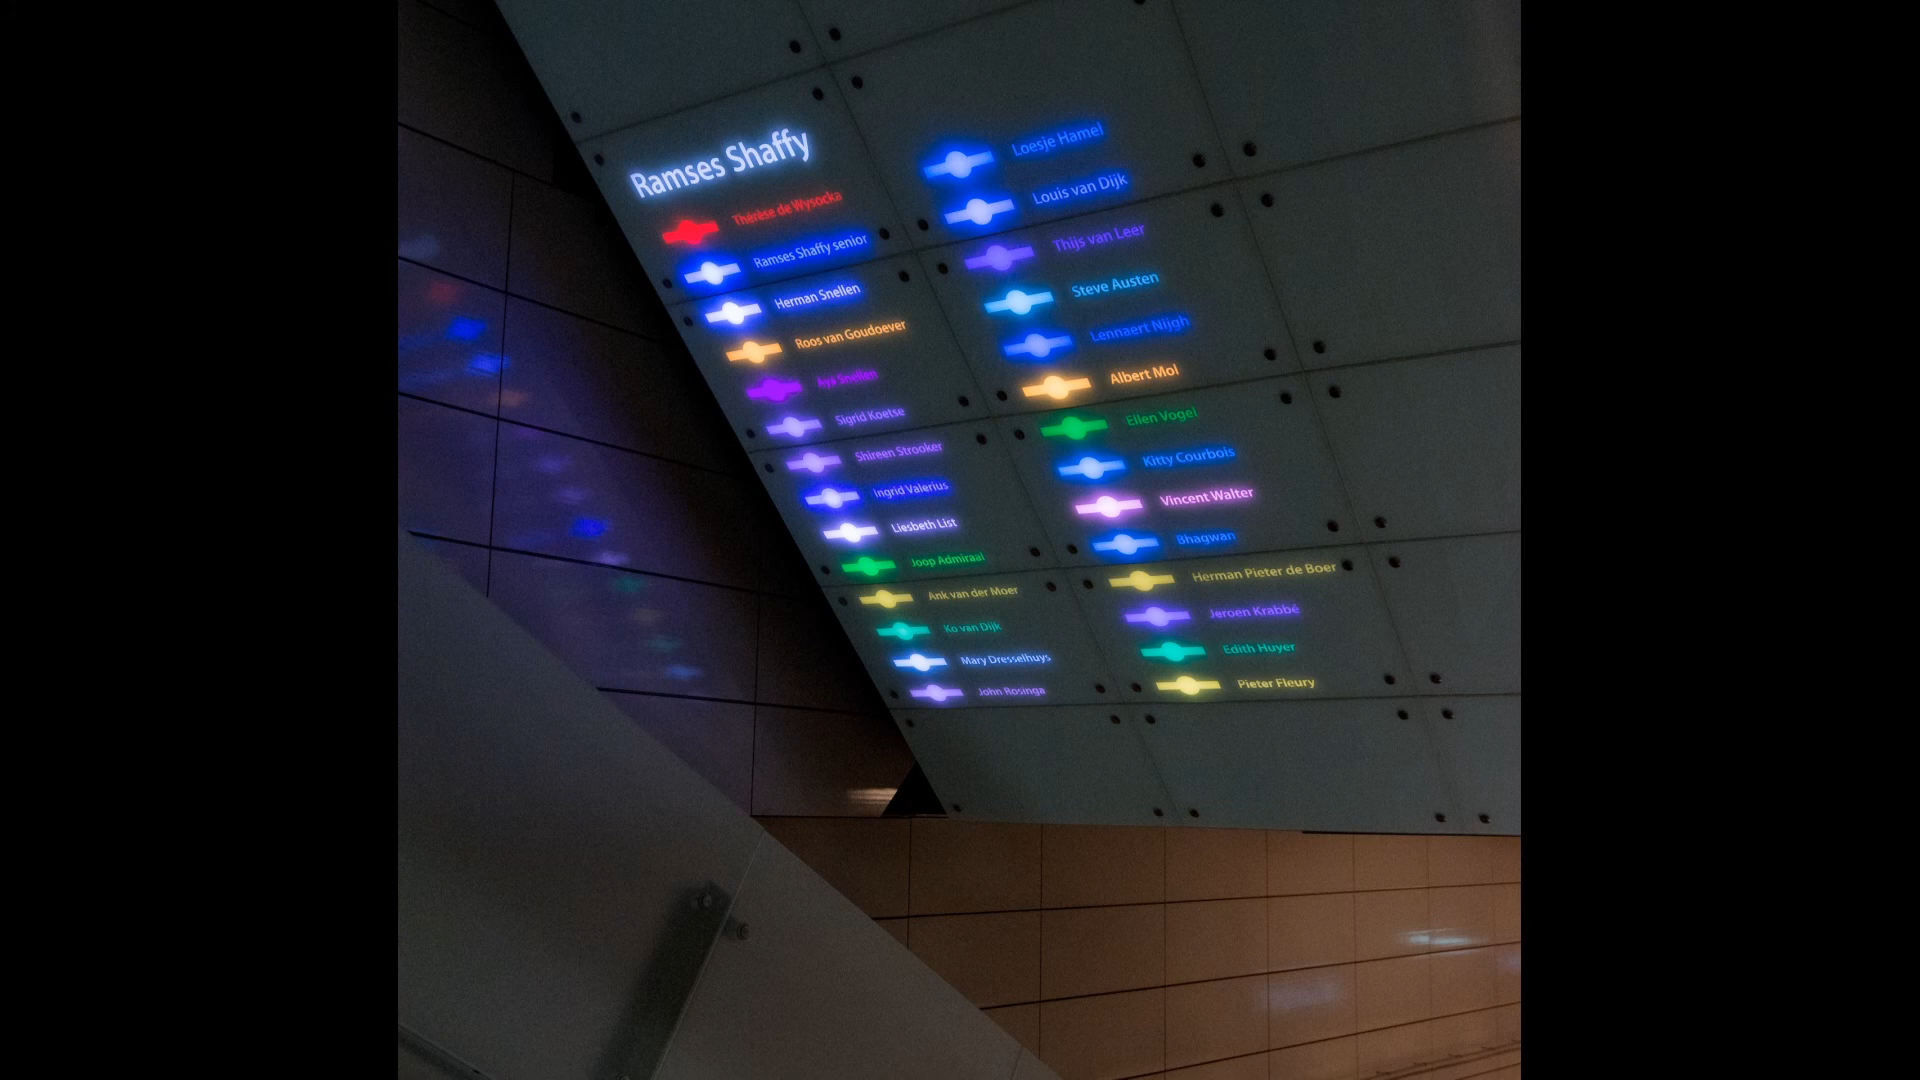 Ramses Shaffy
Thérèse de Wysocka
Ramses Shaffy senior
Herman Snellen
Roos van Goudoever
Aya Snellen
Sigrid Koetse
Shireen Strooker
Ingrid Valerius
Liesbeth List
Joop Admiraal
Ank van der Moer
Ko van Dijk
Mary Dresselhuys
John Rosinga
Loesje Hamel
Louis van Dijk
Thijs van Leer
Steve Austen
Lennaert Nijgh
Albert Mol
Ellen Vogel
Kitty Courbois
Vincent Walter
Bhagwan
Herman Pieter de Boer
Jeroen Krabbé
Edith Huyer
Pieter Fleury